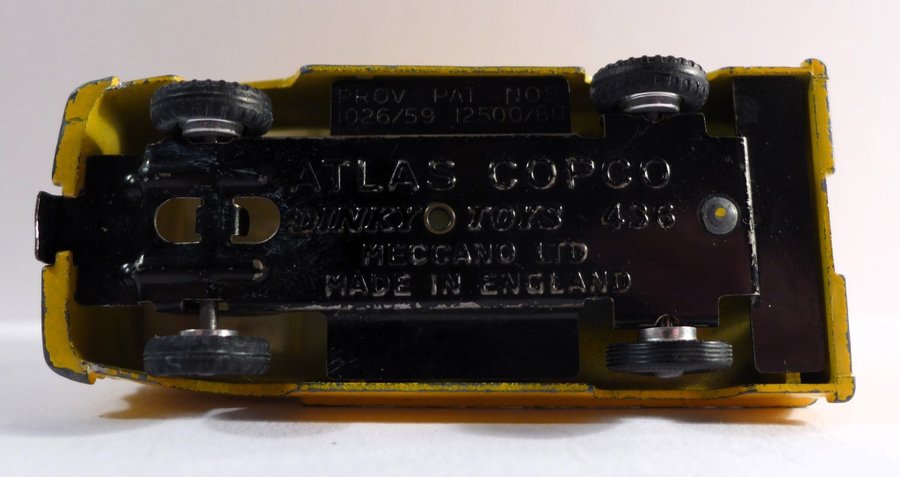 PROV PAT NOS
1026/59 12500/60
ATLAS COPCO
DINKY TOYS 436
MECCANO LTD
MADE IN ENGLAND